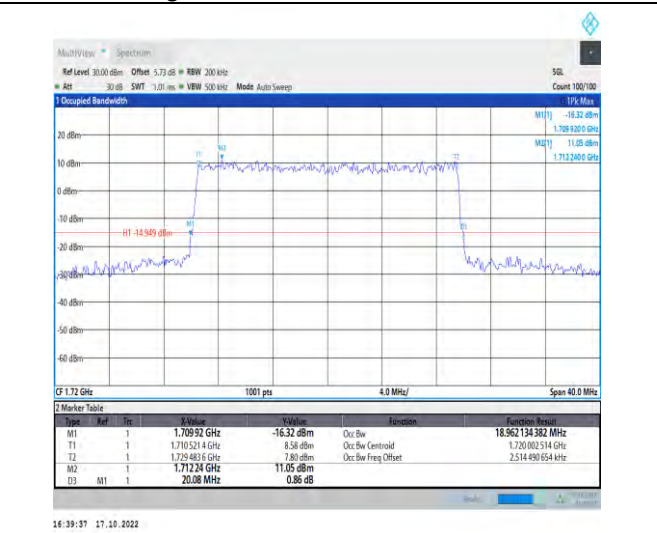 MultiView Spectrum
Ref Level 30.00 dBm Offset 5.73 dB RBW 200 kHz SGL
Att 30 dB SWT 1.01 ms VBW 500 kHz Mode Auto Sweep Count 100/100
1 Occupied Bandwidth 1Pk Max
M1[1] -16.32 dBm
1.709 920 0 GHz
M2[1] 11.05 dBm
1.712 240 0 GHz
20 dBm
T1 M2 T2
10 dBm
0 dBm
-10 dBm
M1 D3
H1 -14.949 dBm
-20 dBm
-30 dBm
-40 dBm
-50 dBm
-60 dBm
CF 1.72 GHz 1001 pts 4.0 MHz/ Span 40.0 MHz
2 Marker Table
Type Ref Trc X-Value Y-Value Function Function Result
M1 1 1.709 92 GHz -16.32 dBm Occ Bw 18.962 134 382 MHz
T1 1 1.710 521 4 GHz 8.58 dBm Occ Bw Centroid 1.720 002 514 GHz
T2 1 1.729 483 6 GHz 7.80 dBm Occ Bw Freq Offset 2.514 490 654 kHz
M2 1 1.712 24 GHz 11.05 dBm
D3 M1 1 20.08 MHz 0.86 dB
16:39:37 17.10.2022